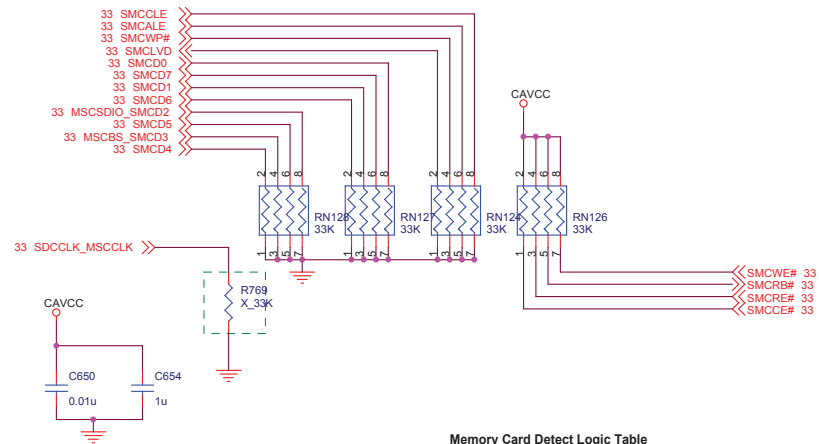 33 SMCCLE
33 SMCALE
33 SMCWP#
33 SMCLVD
33 SMCD0
33 SMCD7
33 SMCD1
33 SMCD6
33 MSCSDIO_SMCD2
33 SMCD5
33 MSCBS_SMCD3
33 SMCD4
CAVCC
2 4 6 8
2 4 6 8
2 4 6 8
2 4 6 8
RN128
33K
RN127
33K
RN124
33K
RN126
33K
1 3 5 7
1 3 5 7
1 3 5 7
1 3 5 7
33 SDCCLK_MSCCLK
SMCWE# 33
SMCRB# 33
SMCRE# 33
SMCCE# 33
R769
X_33K
CAVCC
C650
0.01u
C654
1u
Memory Card Detect Logic Table